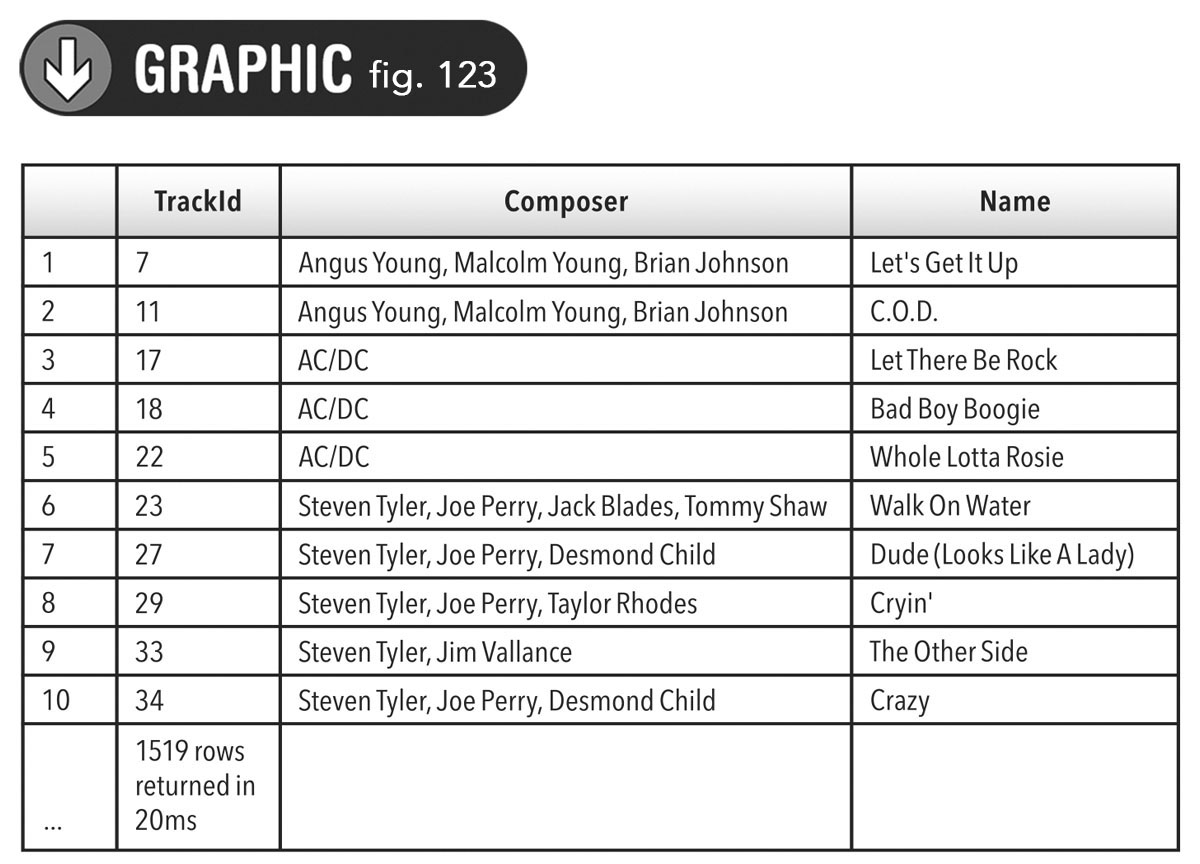 GRAPHIC fig. 123
TrackId Composer Name
1 7 Angus Young, Malcolm Young, Brian Johnson Let's Get It Up
2 11 Angus Young, Malcolm Young, Brian Johnson C.O.D.
3 17 AC/DC Let There Be Rock
4 18 AC/DC Bad Boy Boogie
5 22 AC/DC Whole Lotta Rosie
6 23 Steven Tyler, Joe Perry, Jack Blades, Tommy Shaw Walk On Water
7 27 Steven Tyler, Joe Perry, Desmond Child Dude (Looks Like A Lady)
8 29 Steven Tyler, Joe Perry, Taylor Rhodes Cryin'
9 33 Steven Tyler, Jim Vallance The Other Side
10 34 Steven Tyler, Joe Perry, Desmond Child Crazy
1519 rows
returned in
... 20ms